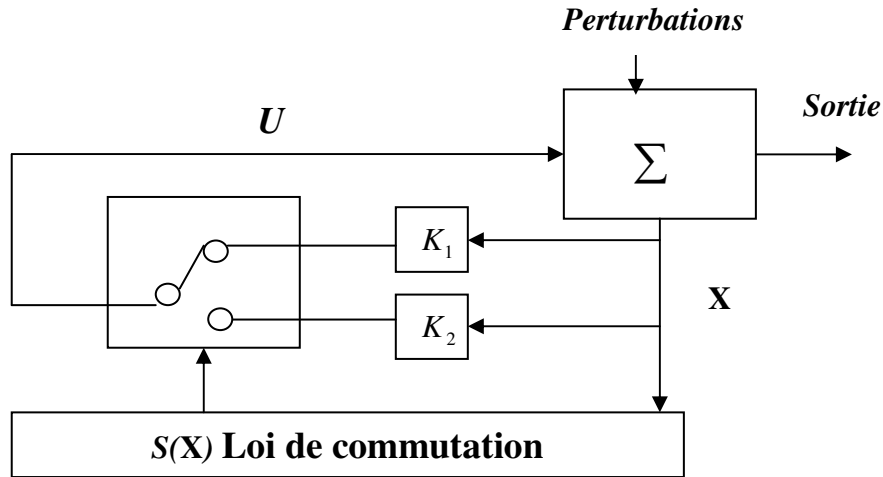 Perturbations
Sortie
U
∑
K₁
X
K₂
S(X) Loi de commutation